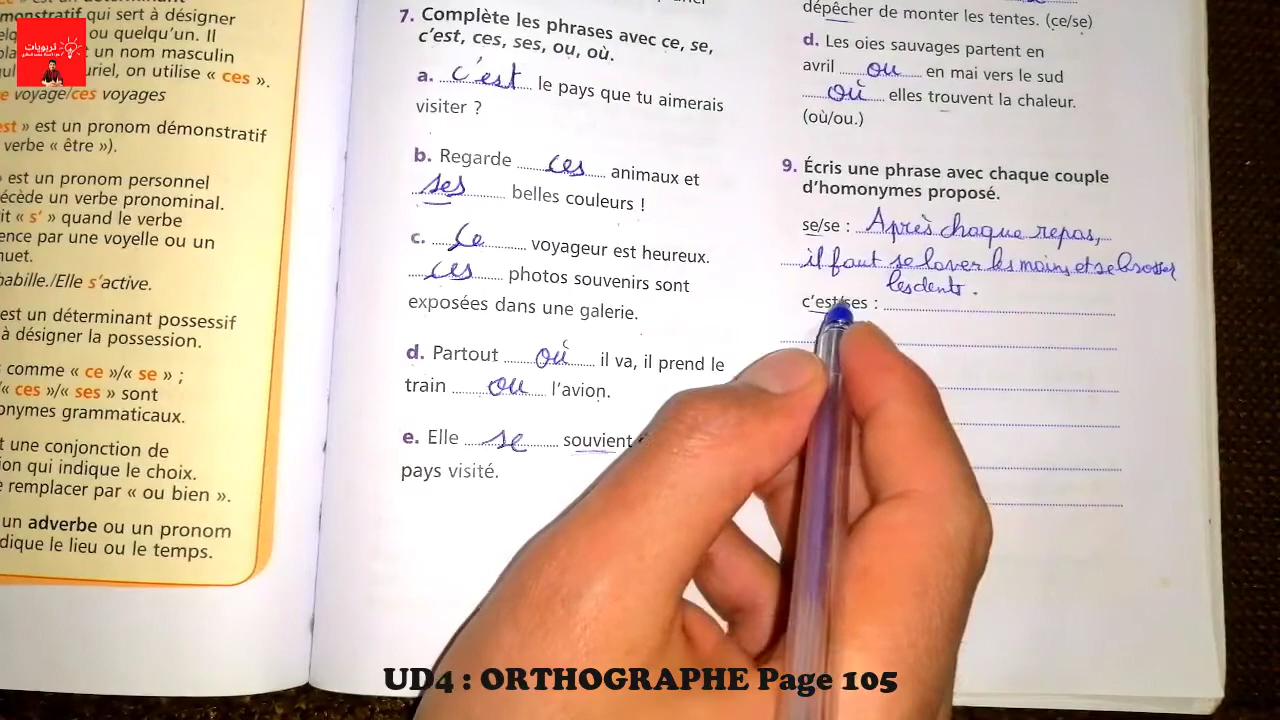 monstratif qui sert à désigner
ou quelqu'un. Il
un nom masculin
uriel, on utilise « ces ».
voyage/ces voyages
est » est un pronom démonstratif
verbe « être »).
» est un pronom personnel
écède un verbe pronominal.
it « s' » quand le verbe
ence par une voyelle ou un
muet.
habille./Elle s'active.
est un déterminant possessif
à désigner la possession.
comme « ce »/« se » ;
/« ces »/« ses » sont
onymes grammaticaux.
t une conjonction de
ion qui indique le choix.
e remplacer par « ou bien ».
un adverbe ou un pronom
dique le lieu ou le temps.
تربويات
7. Complète les phrases avec ce, se,
c'est, ces, ses, ou, où.
a. c'est le pays que tu aimerais
visiter ?
b. Regarde ces animaux et
ses belles couleurs !
c. Ce voyageur est heureux.
ces photos souvenirs sont
exposées dans une galerie.
d. Partout où il va, il prend le
train ou l'avion.
e. Elle se souvient
pays visité.
dépêcher de monter les tentes. (ce/se)
d. Les oies sauvages partent en
avril ou en mai vers le sud
où elles trouvent la chaleur.
(où/ou.)
9. Écris une phrase avec chaque couple
d'homonymes proposé.
se/se : Après chaque repas,
il faut se laver les mains et se
les dents.
c'est/ses :
UD4 : ORTHOGRAPHE Page 105